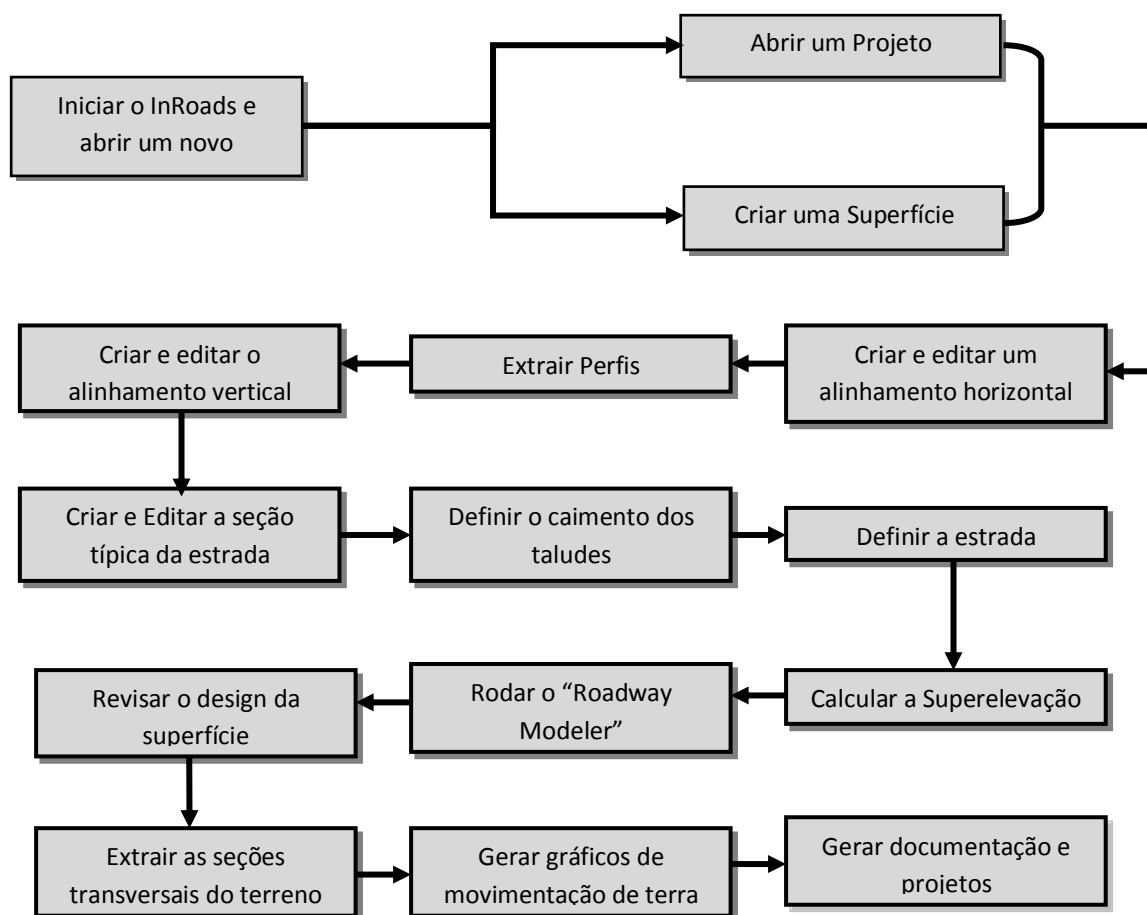 Iniciar o InRoads e
abrir um novo
Abrir um Projeto
Criar uma Superfície
Criar e editar um
alinhamento horizontal
Extrair Perfis
Criar e editar o
alinhamento vertical
Criar e Editar a seção
típica da estrada
Definir o caimento dos
taludes
Definir a estrada
Calcular a Superelevação
Rodar o “Roadway
Modeler”
Revisar o design da
superfície
Extrair as seções
transversais do terreno
Gerar gráficos de
movimentação de terra
Gerar documentação e
projetos